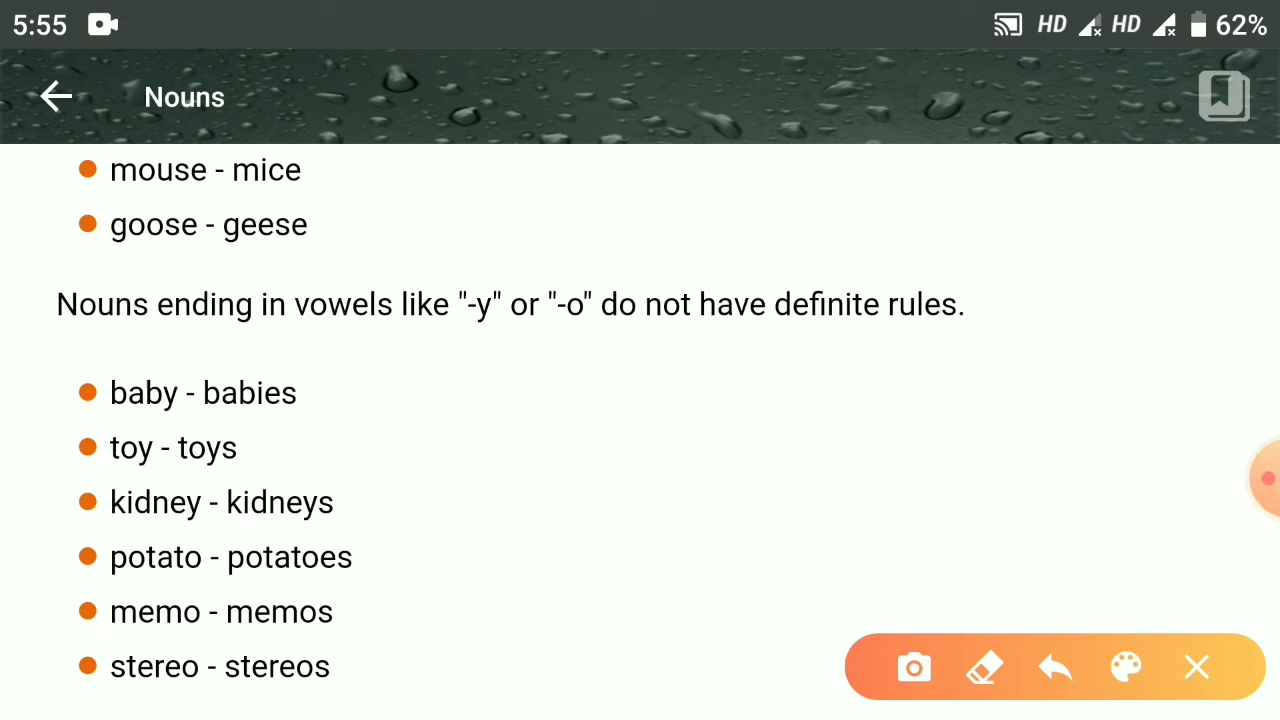 5:55 HD HD 62%
Nouns
mouse - mice
goose - geese
Nouns ending in vowels like "-y" or "-o" do not have definite rules.
baby - babies
toy - toys
kidney - kidneys
potato - potatoes
memo - memos
stereo - stereos